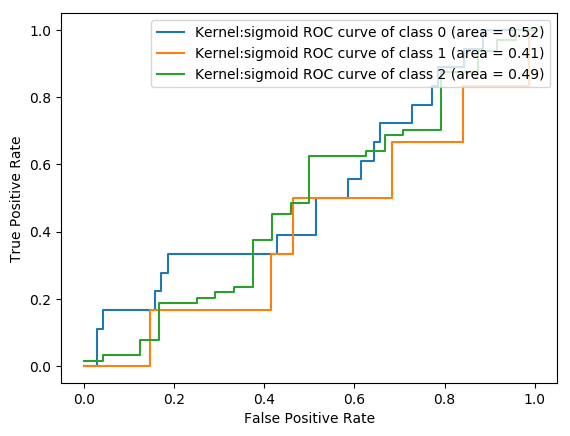 Kernel:sigmoid ROC curve of class 0 (area = 0.52)
Kernel:sigmoid ROC curve of class 1 (area = 0.41)
Kernel:sigmoid ROC curve of class 2 (area = 0.49)
True Positive Rate
1.0
0.8
0.6
0.4
0.2
0.0
0.0 0.2 0.4 0.6 0.8 1.0
False Positive Rate